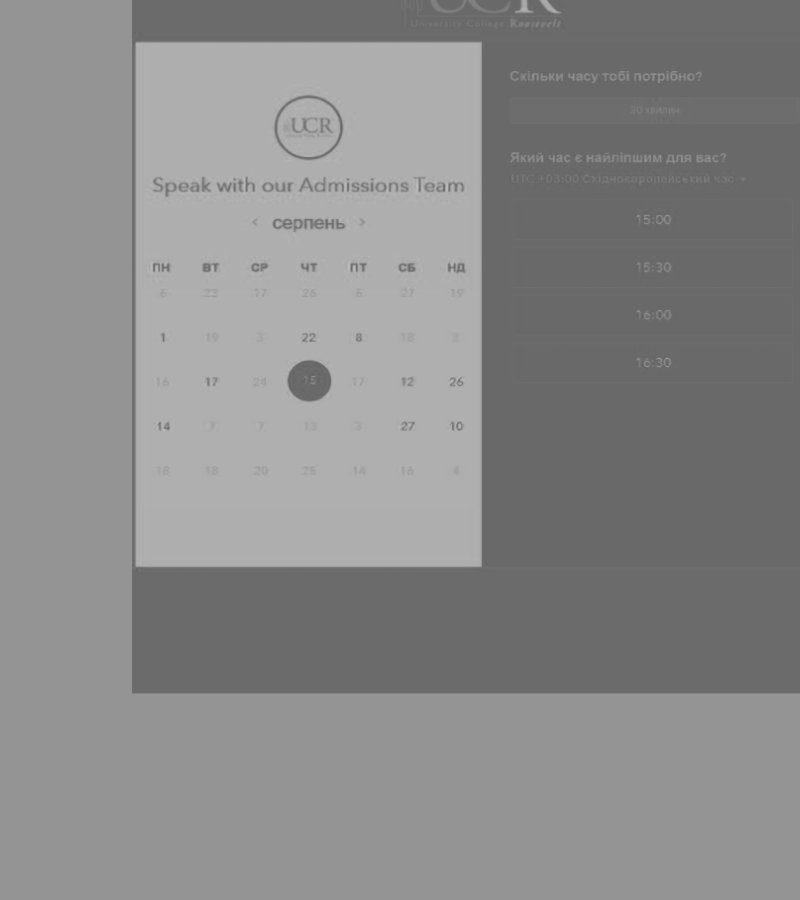 UCR
University College Roosevelt
UCR
Speak with our Admissions Team
< серпень >
ПН ВТ СР ЧТ ПТ СБ НД
6 23 17 26 6 27 19
1 19 3 22 8 18 2
16 17 24 15 17 12 26
14 7 7 13 3 27 10
18 18 20 25 14 16 8
Скільки часу тобі потрібно?
30 хвилин
Який час є найліпшим для вас?
UTC +03:00 Східноєвропейський час
15:00
15:30
16:00
16:30